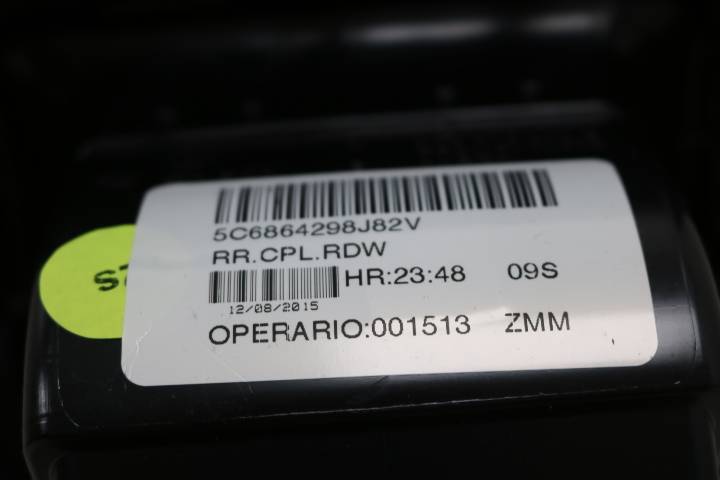 5C6864298J82V
RR.CPL.RDW
HR:23:48 09S
12/08/2015
OPERARIO:001513 ZMM